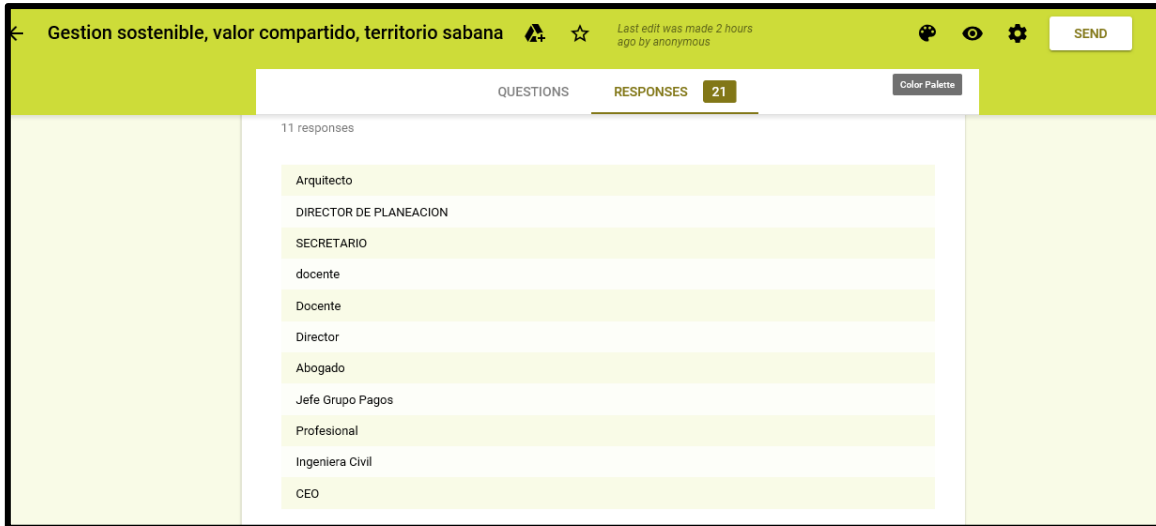 Gestion sostenible, valor compartido, territorio sabana
Last edit was made 2 hours
ago by anonymous
SEND
QUESTIONS
RESPONSES 21
Color Palette
11 responses
Arquitecto
DIRECTOR DE PLANEACION
SECRETARIO
docente
Docente
Director
Abogado
Jefe Grupo Pagos
Profesional
Ingeniera Civil
CEO